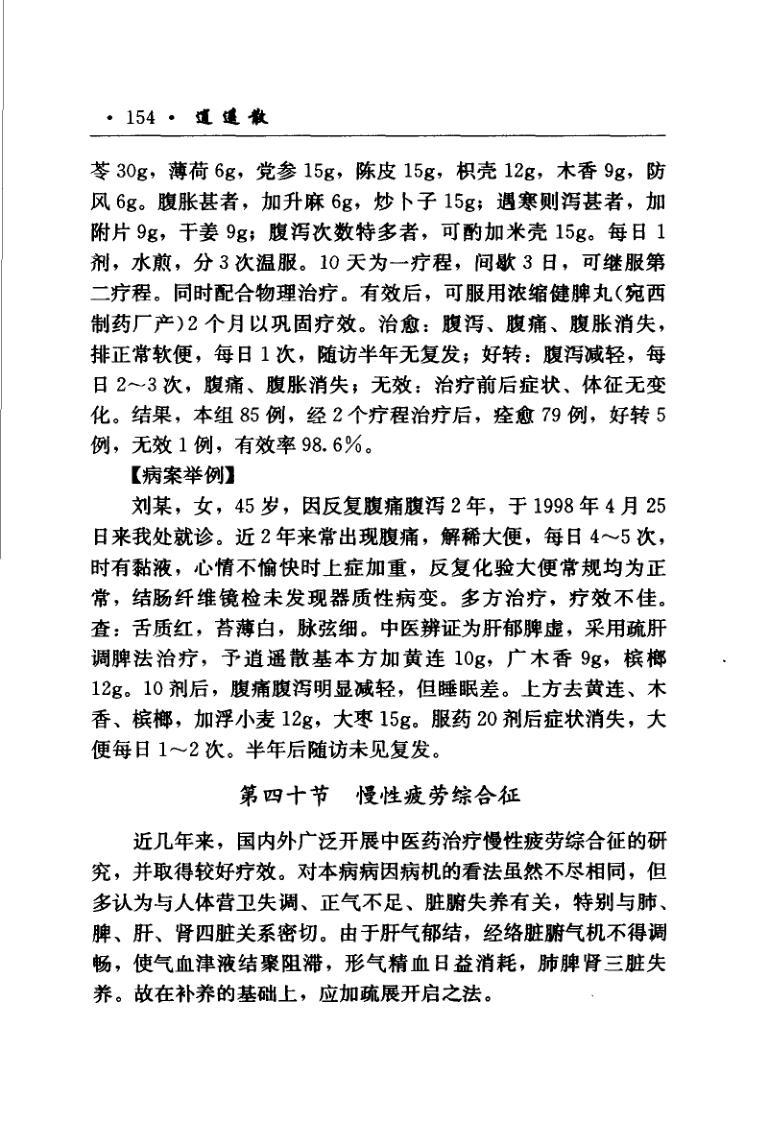 · 154 · 逍遥散
苓 30g，薄荷 6g，党参 15g，陈皮 15g，枳壳 12g，木香 9g，防
风 6g。腹胀甚者，加升麻 6g，炒卜子 15g；遇寒则泻甚者，加
附片 9g，干姜 9g；腹泻次数特多者，可酌加米壳 15g。每日 1
剂，水煎，分 3 次温服。10 天为一疗程，间歇 3 日，可继服第
二疗程。同时配合物理治疗。有效后，可服用浓缩健脾丸(宛西
制药厂产)2 个月以巩固疗效。治愈：腹泻、腹痛、腹胀消失，
排正常软便，每日 1 次，随访半年无复发；好转：腹泻减轻，每
日 2～3 次，腹痛、腹胀消失；无效：治疗前后症状、体征无变
化。结果，本组 85 例，经 2 个疗程治疗后，痊愈 79 例，好转 5
例，无效 1 例，有效率 98.6％。
【病案举例】
刘某，女，45 岁，因反复腹痛腹泻 2 年，于 1998 年 4 月 25
日来我处就诊。近 2 年来常出现腹痛，解稀大便，每日 4～5 次，
时有黏液，心情不愉快时上症加重，反复化验大便常规均为正
常，结肠纤维镜检未发现器质性病变。多方治疗，疗效不佳。
查：舌质红，苔薄白，脉弦细。中医辨证为肝郁脾虚，采用疏肝
调脾法治疗，予逍遥散基本方加黄连 10g，广木香 9g，槟榔
12g。10 剂后，腹痛腹泻明显减轻，但睡眠差。上方去黄连、木
香、槟榔，加浮小麦 12g，大枣 15g。服药 20 剂后症状消失，大
便每日 1～2 次。半年后随访未见复发。
第四十节 慢性疲劳综合征
近几年来，国内外广泛开展中医药治疗慢性疲劳综合征的研
究，并取得较好疗效。对本病病因病机的看法虽然不尽相同，但
多认为与人体营卫失调、正气不足、脏腑失养有关，特别与肺、
脾、肝、肾四脏关系密切。由于肝气郁结，经络脏腑气机不得调
畅，使气血津液结聚阻滞，形气精血日益消耗，肺脾肾三脏失
养。故在补养的基础上，应加疏展开启之法。